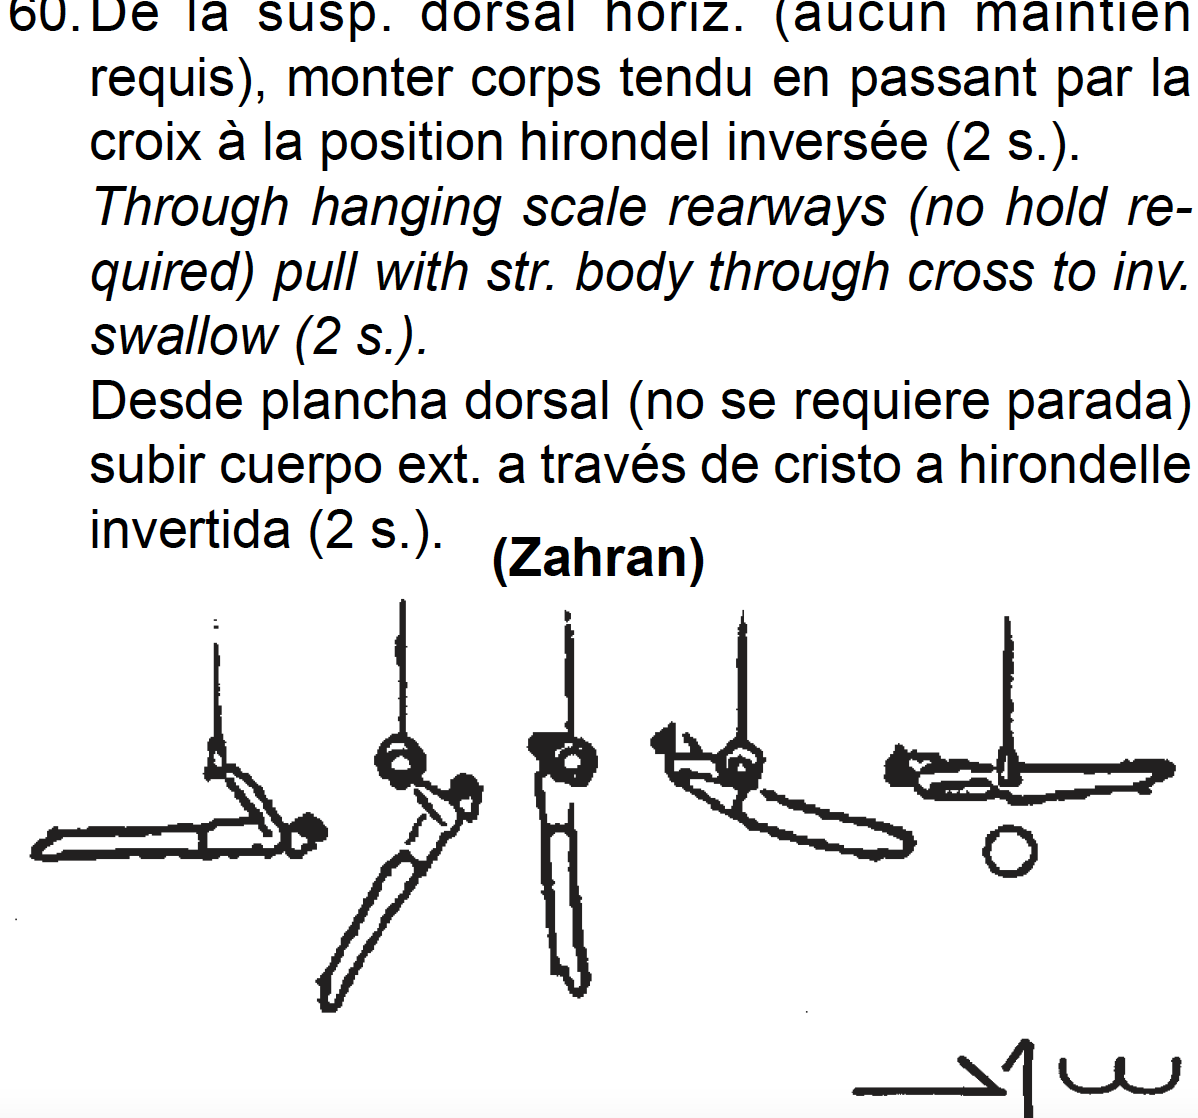 60. De la susp. dorsal horiz. (aucun maintien
requis), monter corps tendu en passant par la
croix à la position hirondel inversée (2 s.).
Through hanging scale rearways (no hold re-
quired) pull with str. body through cross to inv.
swallow (2 s.).
Desde plancha dorsal (no se requiere parada)
subir cuerpo ext. a través de cristo a hirondelle
invertida (2 s.).
(Zahran)